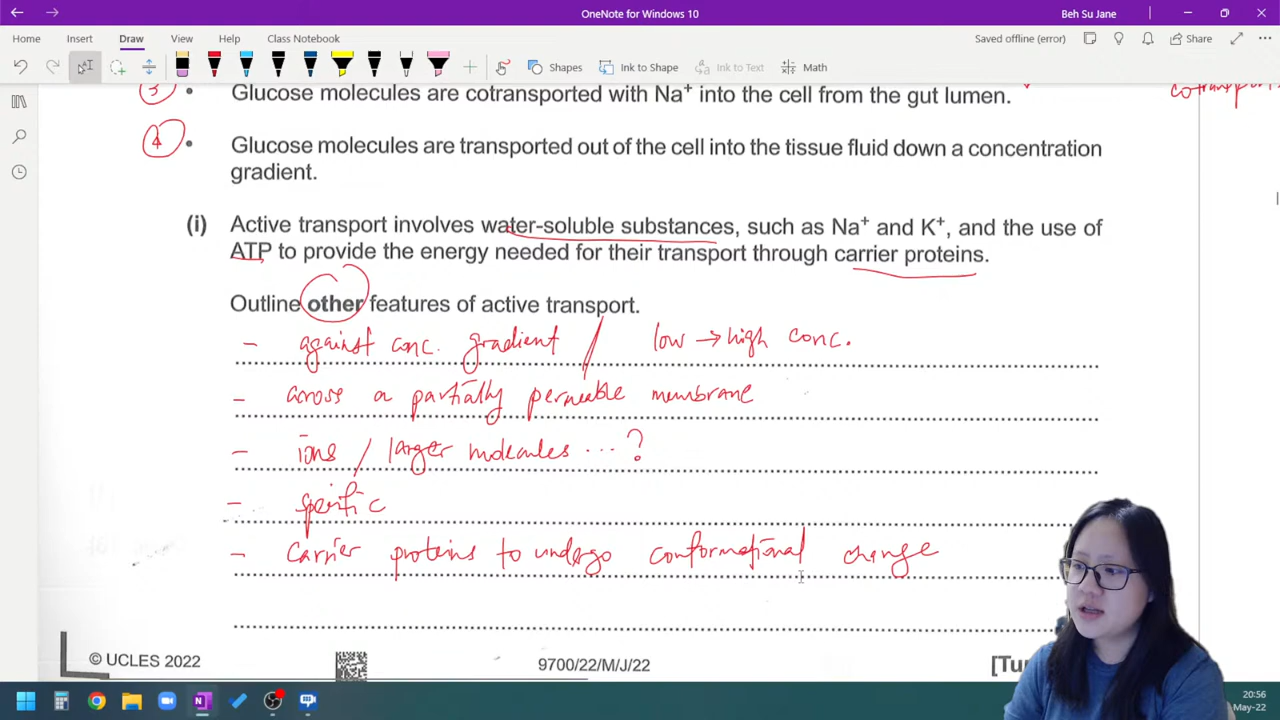 OneNote for Windows 10
Beh Su Jane
Home Insert Draw View Help Class Notebook
Saved offline (error)
Share
Shapes
Ink to Shape
Ink to Text
Math
3 • Glucose molecules are cotransported with Na⁺ into the cell from the gut lumen.
cotransport
4 • Glucose molecules are transported out of the cell into the tissue fluid down a concentration
gradient.
(i) Active transport involves water-soluble substances, such as Na⁺ and K⁺, and the use of
ATP to provide the energy needed for their transport through carrier proteins.
Outline other features of active transport.
- against conc. gradient / low → high conc.
- across a partially permeable membrane
- ions / larger molecules ... ?
- specific
- Carrier proteins to undergo conformational change
© UCLES 2022
9700/22/M/J/22
[Tur
20:56
May-22